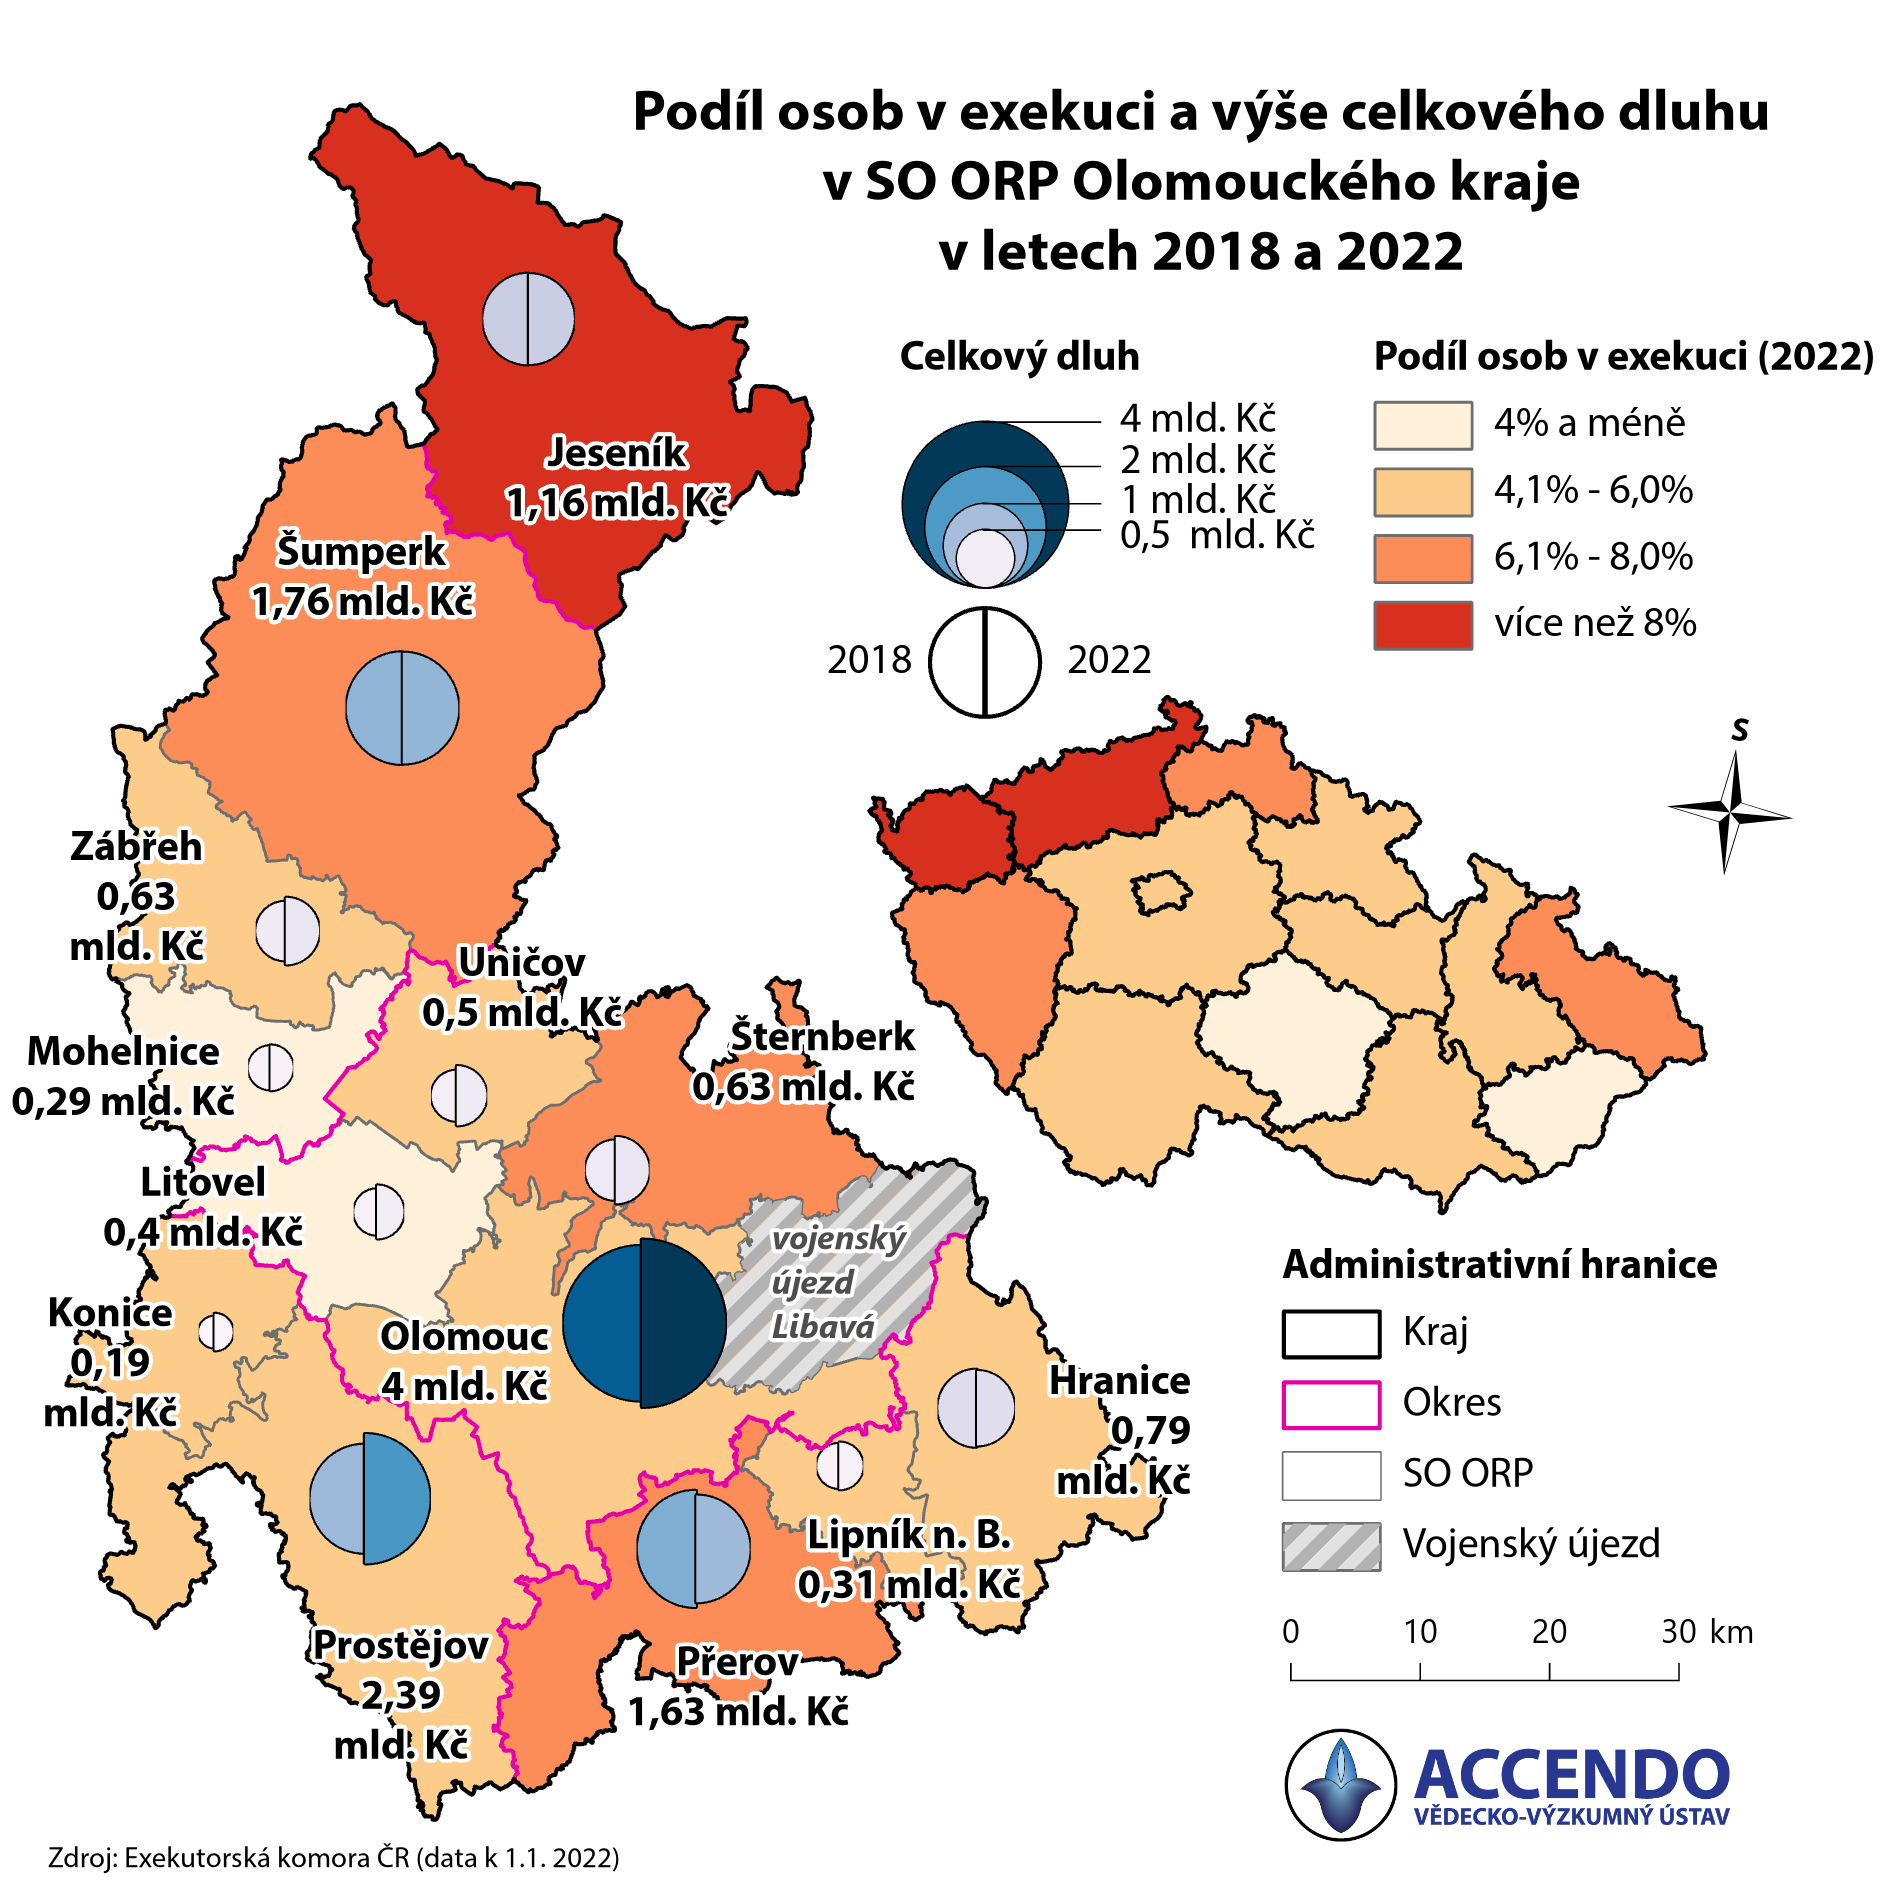 Podíl osob v exekuci a výše celkového dluhu
v SO ORP Olomouckého kraje
v letech 2018 a 2022
Celkový dluh
4 mld. Kč
2 mld. Kč
1 mld. Kč
0,5 mld. Kč
2018
2022
Podíl osob v exekuci (2022)
4% a méně
4,1% - 6,0%
6,1% - 8,0%
více než 8%
S
Jeseník
1,16 mld. Kč
Šumperk
1,76 mld. Kč
Zábřeh
0,63
mld. Kč
Uničov
0,5 mld. Kč
Mohelnice
0,29 mld. Kč
Šternberk
0,63 mld. Kč
Litovel
0,4 mld. Kč
vojenský
újezd
Libavá
Konice
0,19
mld. Kč
Olomouc
4 mld. Kč
Hranice
0,79
mld. Kč
Lipník n. B.
0,31 mld. Kč
Prostějov
2,39
mld. Kč
Přerov
1,63 mld. Kč
Administrativní hranice
Kraj
Okres
SO ORP
Vojenský újezd
0 10 20 30 km
ACCENDO
VĚDECKO-VÝZKUMNÝ ÚSTAV
Zdroj: Exekutorská komora ČR (data k 1.1. 2022)